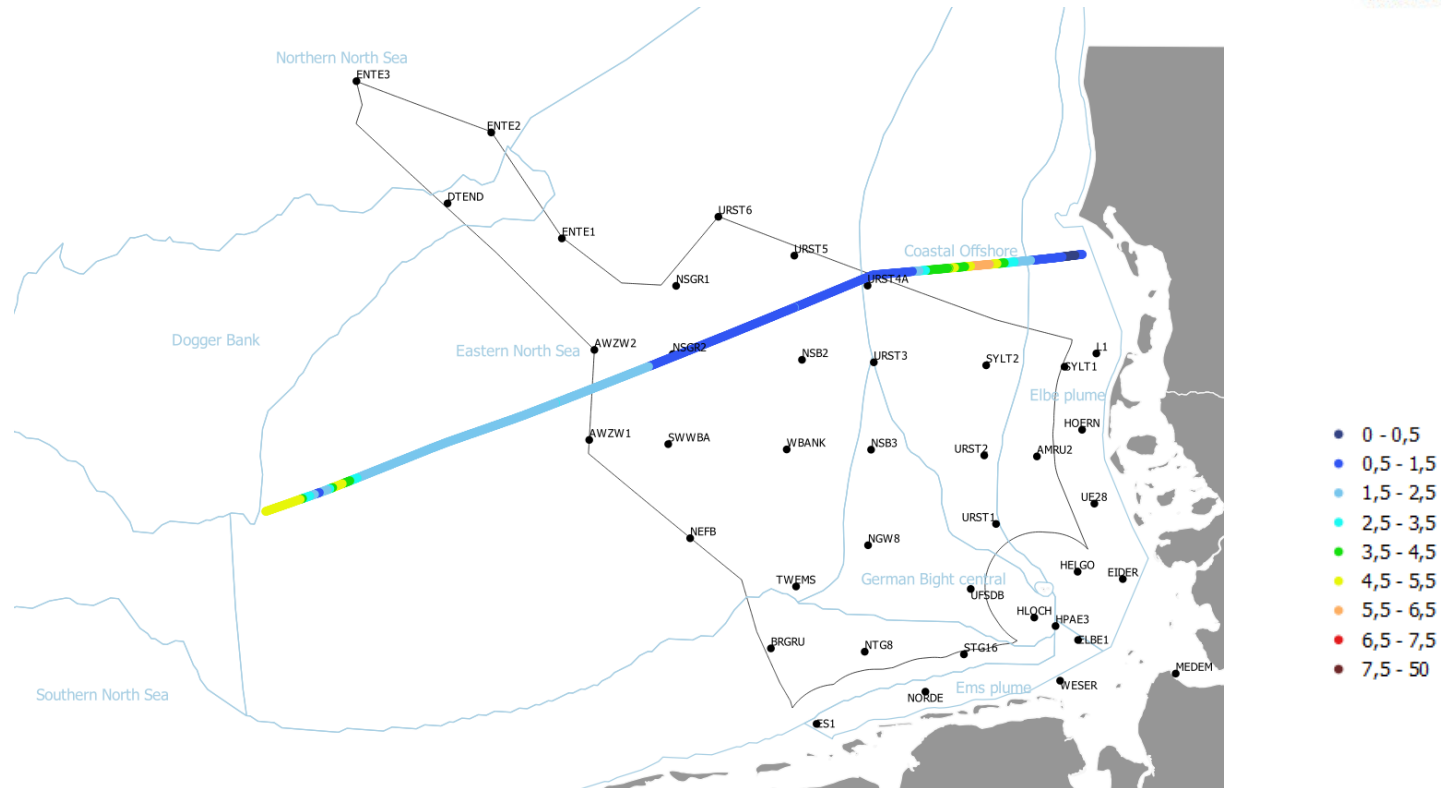 Northern North Sea
ENTE3
ENTE2
DTEND
URST6
ENTE1
URST5
Coastal Offshore
NSGR1
URST4A
Dogger Bank
AWZW2
Eastern North Sea
NSGR2
NSB2
URST3
SYLT2
L1
SYLT1
Elbe plume
HOERN
AWZW1
SWWBA
WBANK
NSB3
URST2
AMRU2
0 - 0,5
0,5 - 1,5
1,5 - 2,5
2,5 - 3,5
3,5 - 4,5
4,5 - 5,5
5,5 - 6,5
6,5 - 7,5
7,5 - 50
UE28
URST1
NEFB
NGW8
HELGO
EIDER
TWEMS
German Bight central
UFSDB
HLOCH
HPAE3
BRGRU
NTG8
STG16
ELBE1
MEDEM
Southern North Sea
Ems plume
WESER
NORDE
ES1